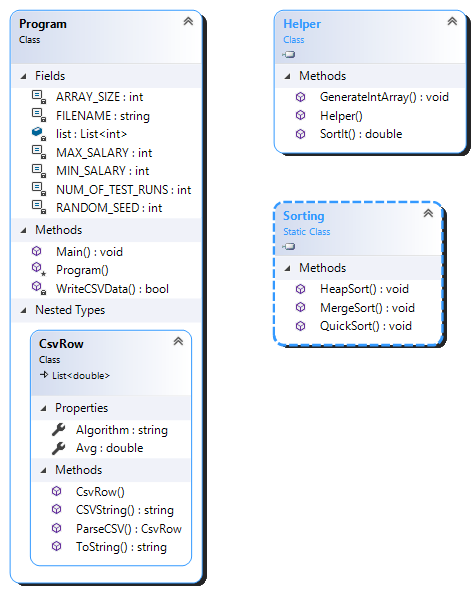 Program
Class
Fields
ARRAY_SIZE : int
FILENAME : string
list : List<int>
MAX_SALARY : int
MIN_SALARY : int
NUM_OF_TEST_RUNS : int
RANDOM_SEED : int
Methods
Main() : void
Program()
WriteCSVData() : bool
Nested Types
CsvRow
Class
List<double>
Properties
Algorithm : string
Avg : double
Methods
CsvRow()
CSVString() : string
ParseCSV() : CsvRow
ToString() : string
Helper
Class
Methods
GenerateIntArray() : void
Helper()
SortIt() : double
Sorting
Static Class
Methods
HeapSort() : void
MergeSort() : void
QuickSort() : void